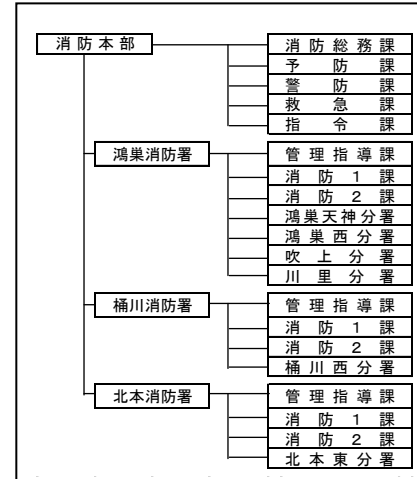 消防本部 消防総務課
予防課
警防課
救急課
指令課
鴻巣消防署 管理指導課
消防１課
消防２課
鴻巣天神分署
鴻巣西分署
吹上分署
川里分署
桶川消防署 管理指導課
消防１課
消防２課
桶川西分署
北本消防署 管理指導課
消防１課
消防２課
北本東分署